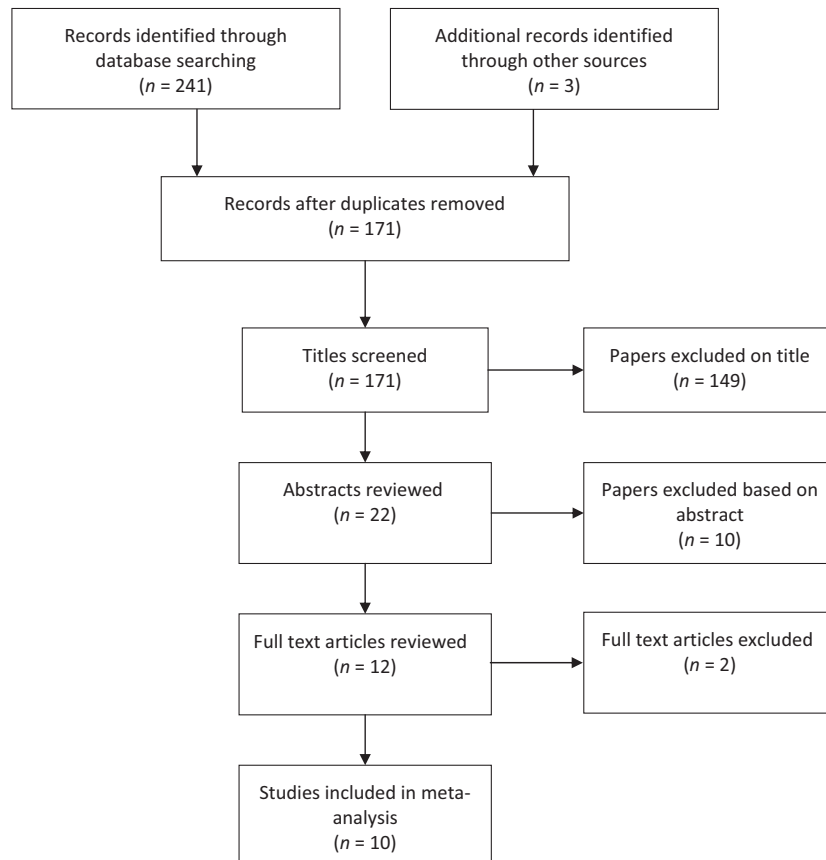 Records identified through
database searching
(n = 241)
Additional records identified
through other sources
(n = 3)
Records after duplicates removed
(n = 171)
Titles screened
(n = 171)
Papers excluded on title
(n = 149)
Abstracts reviewed
(n = 22)
Papers excluded based on
abstract
(n = 10)
Full text articles reviewed
(n = 12)
Full text articles excluded
(n = 2)
Studies included in meta-
analysis
(n = 10)